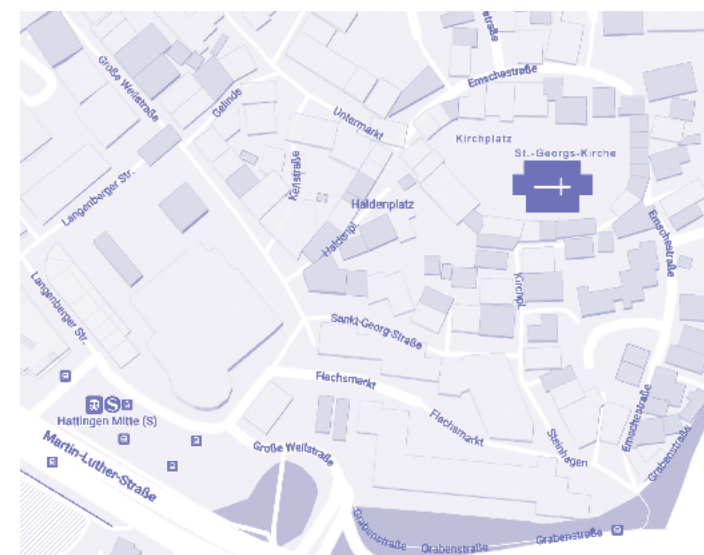 straße
Große Weilstraße
Gelinde
Untermarkt
Emschestraße
Kirchplatz
St.-Georgs-Kirche
Langenberger Str.
Haldenplatz
Haldenpl.
Emschestraße
Kirchpl.
Langenberger Str.
Sankt-Georg-Straße
Flachsmarkt
Hattingen Mitte (S)
Flachsmarkt
Steinhagen
Emschestraße
Martin-Luther-Straße
Große Weilstraße
Grabenstraße
Grabenstraße
Grabenstraße
Grabenstraße